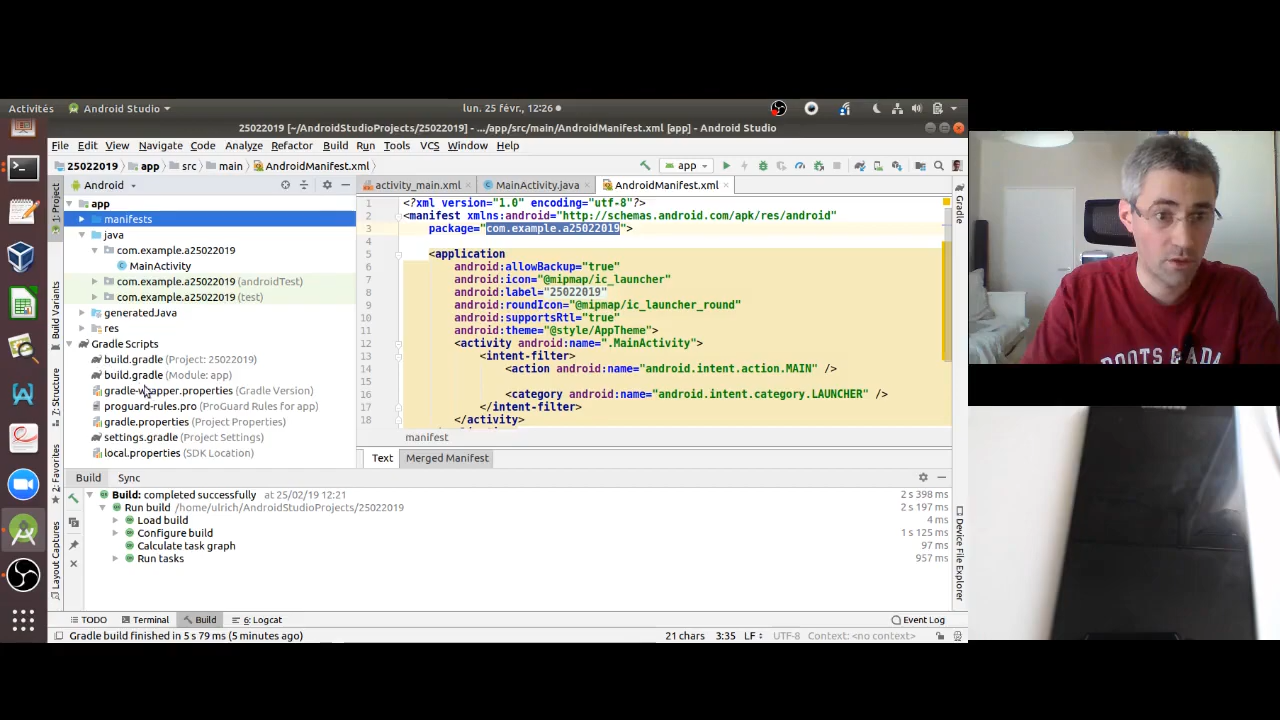 Activités
Android Studio
lun. 25 févr., 12:26
25022019 [~/AndroidStudioProjects/25022019] - .../app/src/main/AndroidManifest.xml [app] - Android Studio
File Edit View Navigate Code Analyze Refactor Build Run Tools VCS Window Help
25022019 app src main AndroidManifest.xml
app
Android
activity_main.xml MainActivity.java AndroidManifest.xml
1: Project
Build Variants
7: Structure
2: Favorites
Layout Captures
app
manifests
java
com.example.a25022019
MainActivity
com.example.a25022019 (androidTest)
com.example.a25022019 (test)
generatedJava
res
Gradle Scripts
build.gradle (Project: 25022019)
build.gradle (Module: app)
gradle-wrapper.properties (Gradle Version)
proguard-rules.pro (ProGuard Rules for app)
gradle.properties (Project Properties)
settings.gradle (Project Settings)
local.properties (SDK Location)
1 <?xml version="1.0" encoding="utf-8"?>
2 <manifest xmlns:android="http://schemas.android.com/apk/res/android"
3 package="com.example.a25022019">
4
5 <application
6 android:allowBackup="true"
7 android:icon="@mipmap/ic_launcher"
8 android:label="25022019"
9 android:roundIcon="@mipmap/ic_launcher_round"
10 android:supportsRtl="true"
11 android:theme="@style/AppTheme">
12 <activity android:name=".MainActivity">
13 <intent-filter>
14 <action android:name="android.intent.action.MAIN" />
15
16 <category android:name="android.intent.category.LAUNCHER" />
17 </intent-filter>
18 </activity>
manifest
Text Merged Manifest
Gradle
Device File Explorer
Build Sync
Build: completed successfully at 25/02/19 12:21 2 s 398 ms
Run build /home/ulrich/AndroidStudioProjects/25022019 2 s 197 ms
Load build 4 ms
Configure build 1 s 125 ms
Calculate task graph 97 ms
Run tasks 957 ms
TODO Terminal Build 6: Logcat Event Log
Gradle build finished in 5 s 79 ms (5 minutes ago) 21 chars 3:35 LF UTF-8 Context: <no context>
ROOTS & ADA